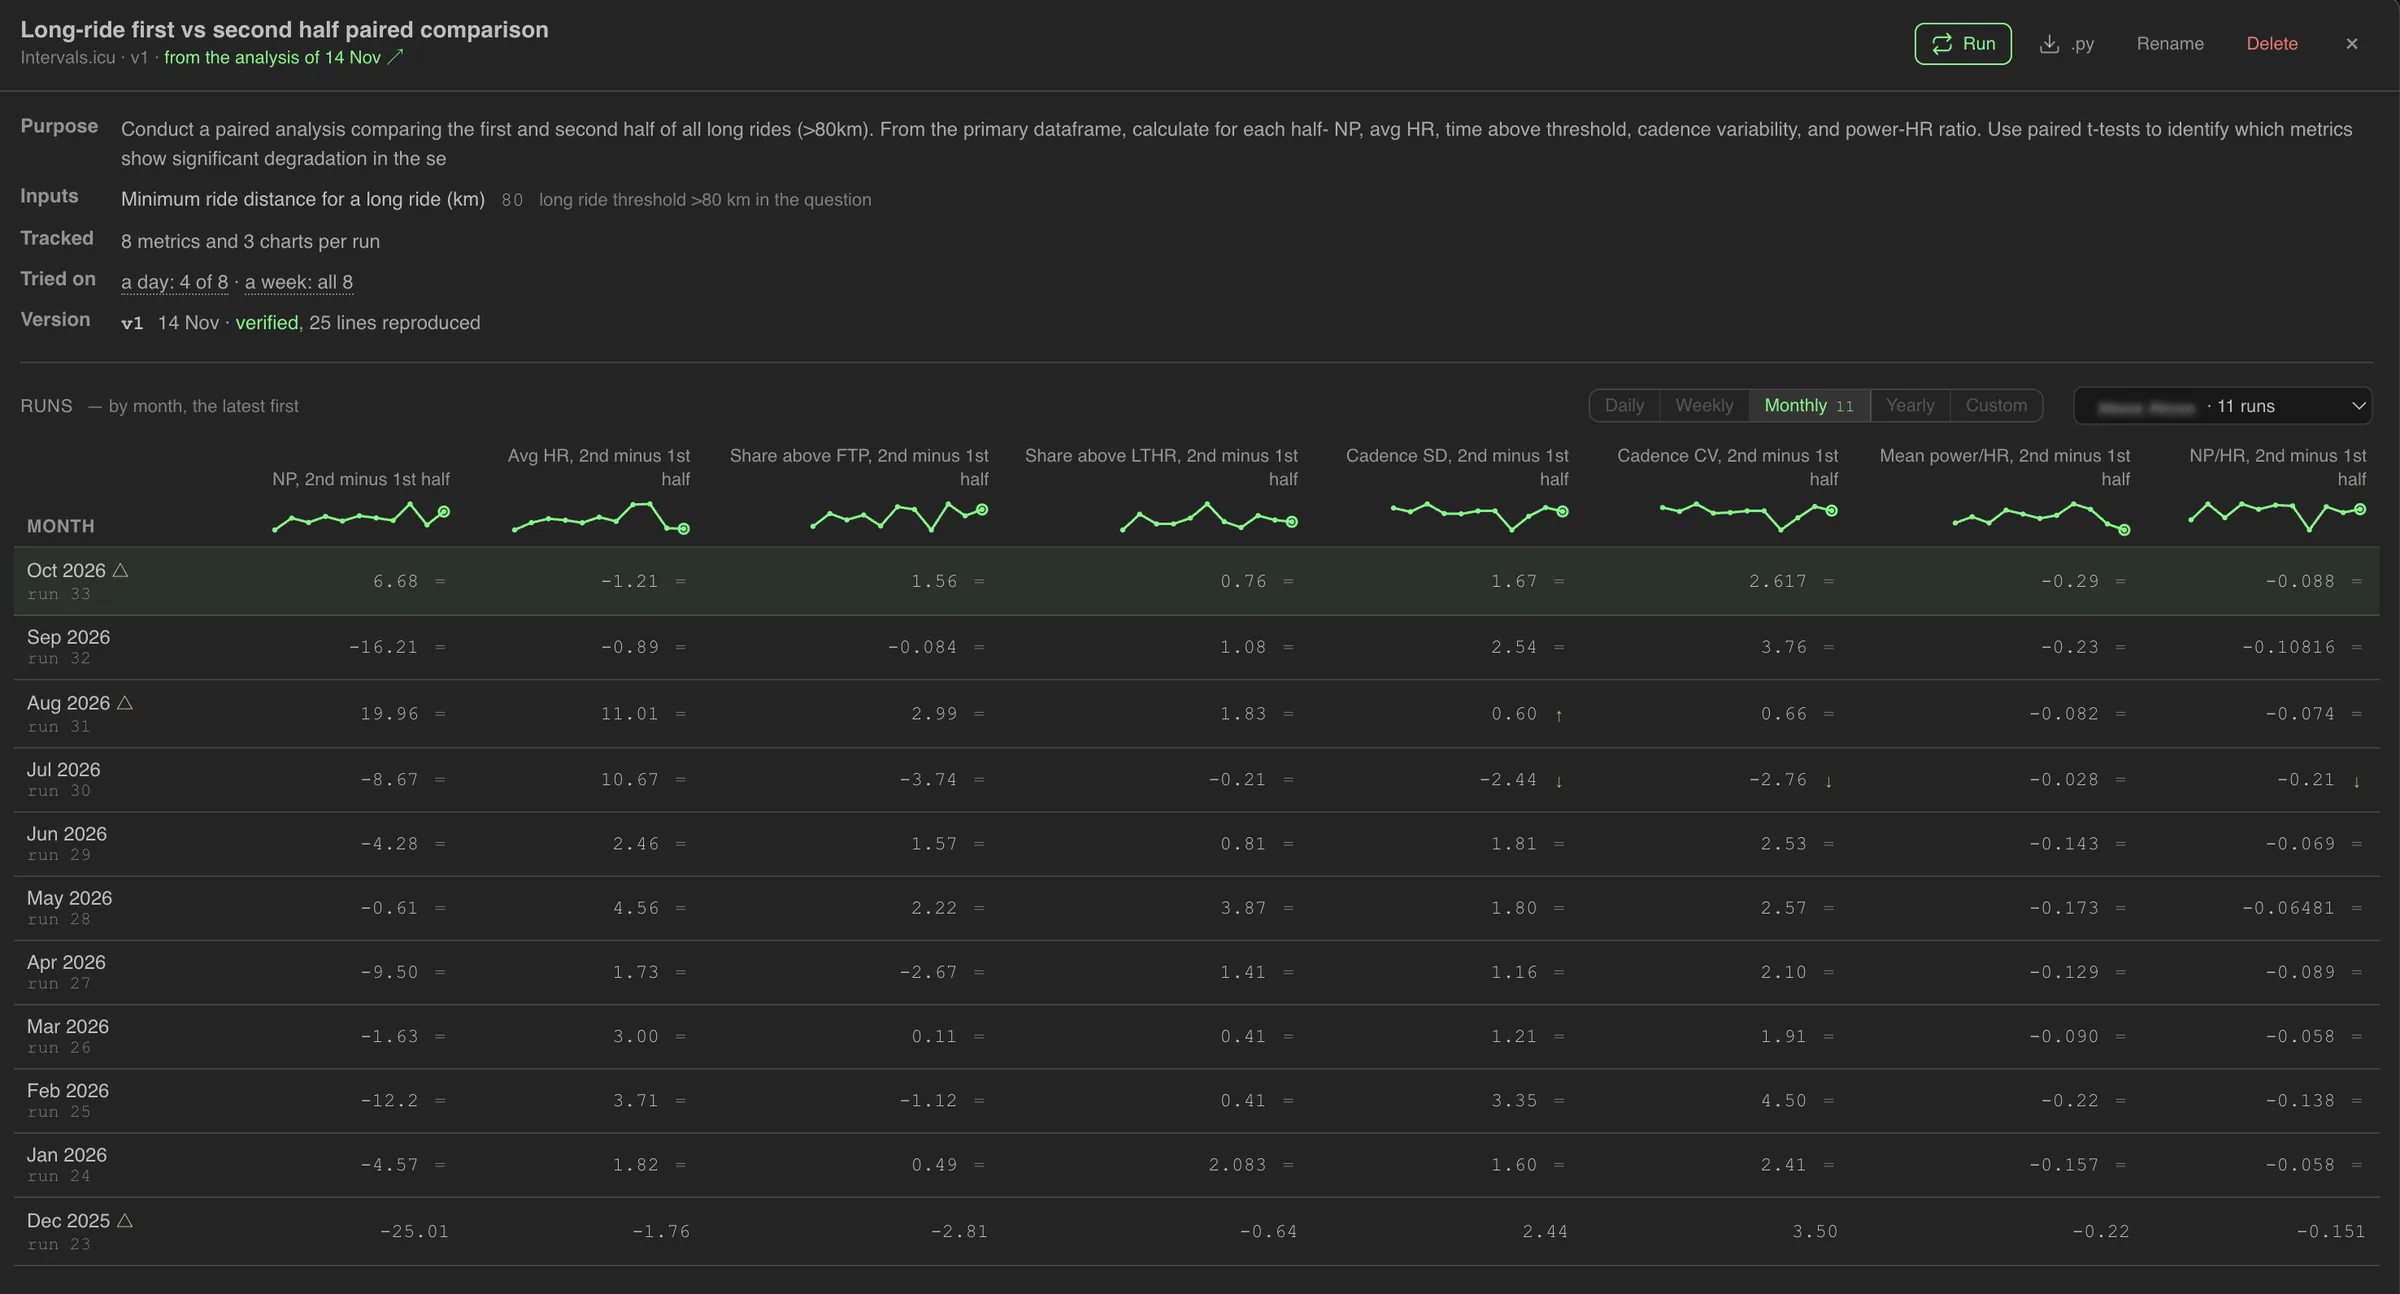 Long-ride first vs second half paired comparison
Intervals.icu · v1 · from the analysis of 14 Nov ↗
Run
.py
Rename
Delete
×
Purpose
Conduct a paired analysis comparing the first and second half of all long rides (>80km). From the primary dataframe, calculate for each half- NP, avg HR, time above threshold, cadence variability, and power-HR ratio. Use paired t-tests to identify which metrics
show significant degradation in the se
Inputs Minimum ride distance for a long ride (km) 80 long ride threshold >80 km in the question
Tracked 8 metrics and 3 charts per run
Tried on a day: 4 of 8 · a week: all 8
Version v1 14 Nov · verified, 25 lines reproduced
RUNS — by month, the latest first
Daily Weekly Monthly 11 Yearly Custom
· 11 runs
MONTH
NP, 2nd minus 1st half
Avg HR, 2nd minus 1st
half
Share above FTP, 2nd minus 1st
half
Share above LTHR, 2nd minus 1st
half
Cadence SD, 2nd minus 1st
half
Cadence CV, 2nd minus 1st
half
Mean power/HR, 2nd minus 1st
half
NP/HR, 2nd minus 1st
half
Oct 2026 △
run 33
6.68 = -1.21 = 1.56 = 0.76 = 1.67 = 2.617 = -0.29 = -0.088 =
Sep 2026
run 32
-16.21 = -0.89 = -0.084 = 1.08 = 2.54 = 3.76 = -0.23 = -0.10816 =
Aug 2026 △
run 31
19.96 = 11.01 = 2.99 = 1.83 = 0.60 ↑ 0.66 = -0.082 = -0.074 =
Jul 2026
run 30
-8.67 = 10.67 = -3.74 = -0.21 = -2.44 ↓ -2.76 ↓ -0.028 = -0.21 ↓
Jun 2026
run 29
-4.28 = 2.46 = 1.57 = 0.81 = 1.81 = 2.53 = -0.143 = -0.069 =
May 2026
run 28
-0.61 = 4.56 = 2.22 = 3.87 = 1.80 = 2.57 = -0.173 = -0.06481 =
Apr 2026
run 27
-9.50 = 1.73 = -2.67 = 1.41 = 1.16 = 2.10 = -0.129 = -0.089 =
Mar 2026
run 26
-1.63 = 3.00 = 0.11 = 0.41 = 1.21 = 1.91 = -0.090 = -0.058 =
Feb 2026
run 25
-12.2 = 3.71 = -1.12 = 0.41 = 3.35 = 4.50 = -0.22 = -0.138 =
Jan 2026
run 24
-4.57 = 1.82 = 0.49 = 2.083 = 1.60 = 2.41 = -0.157 = -0.058 =
Dec 2025 △
run 23
-25.01 -1.76 -2.81 -0.64 2.44 3.50 -0.22 -0.151